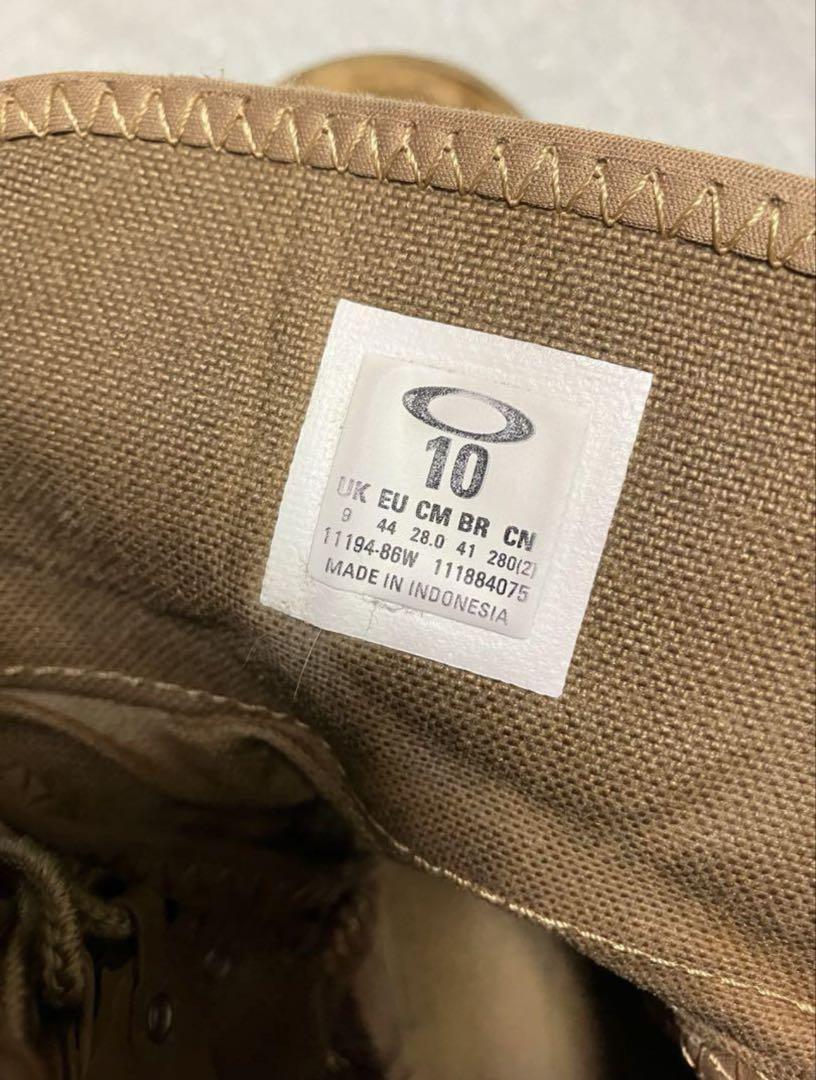 10
UK EU CM BR CN
9 44 28.0 41 280(2)
11194-86W 111884075
MADE IN INDONESIA